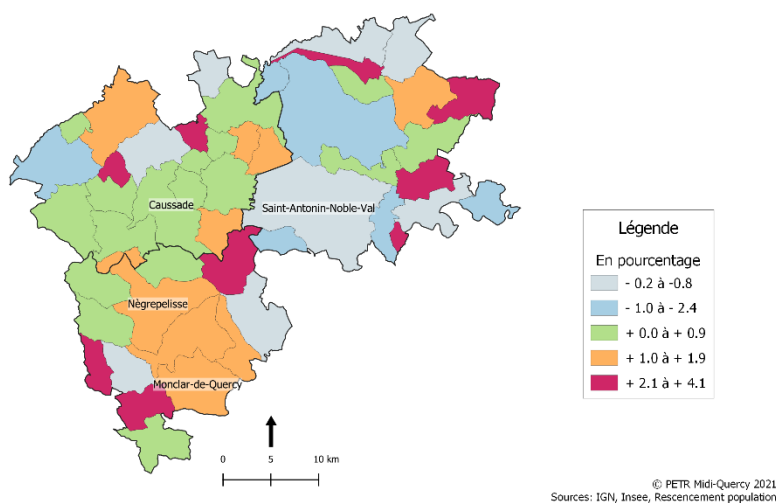 Caussade
Saint-Antonin-Noble-Val
Nègrepelisse
Monclar-de-Quercy
Légende
En pourcentage
- 0.2 à - 0.8
- 1.0 à - 2.4
+ 0.0 à + 0.9
+ 1.0 à + 1.9
+ 2.1 à + 4.1
0 5 10 km
© PETR Midi-Quercy 2021
Sources: IGN, Insee, Rescencement population